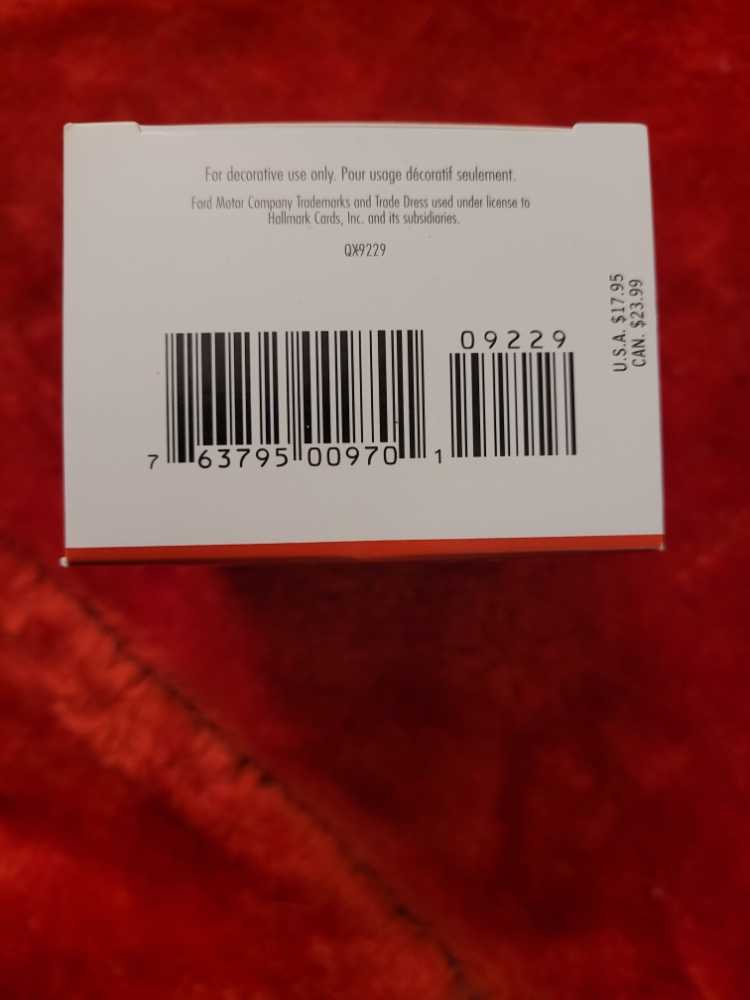 For decorative use only. Pour usage décoratif seulement.
Ford Motor Company Trademarks and Trade Dress used under license to
Hallmark Cards, Inc. and its subsidiaries.
QX9229
U.S.A. $17.95
CAN. $23.99
09229
7 63795 00970 1